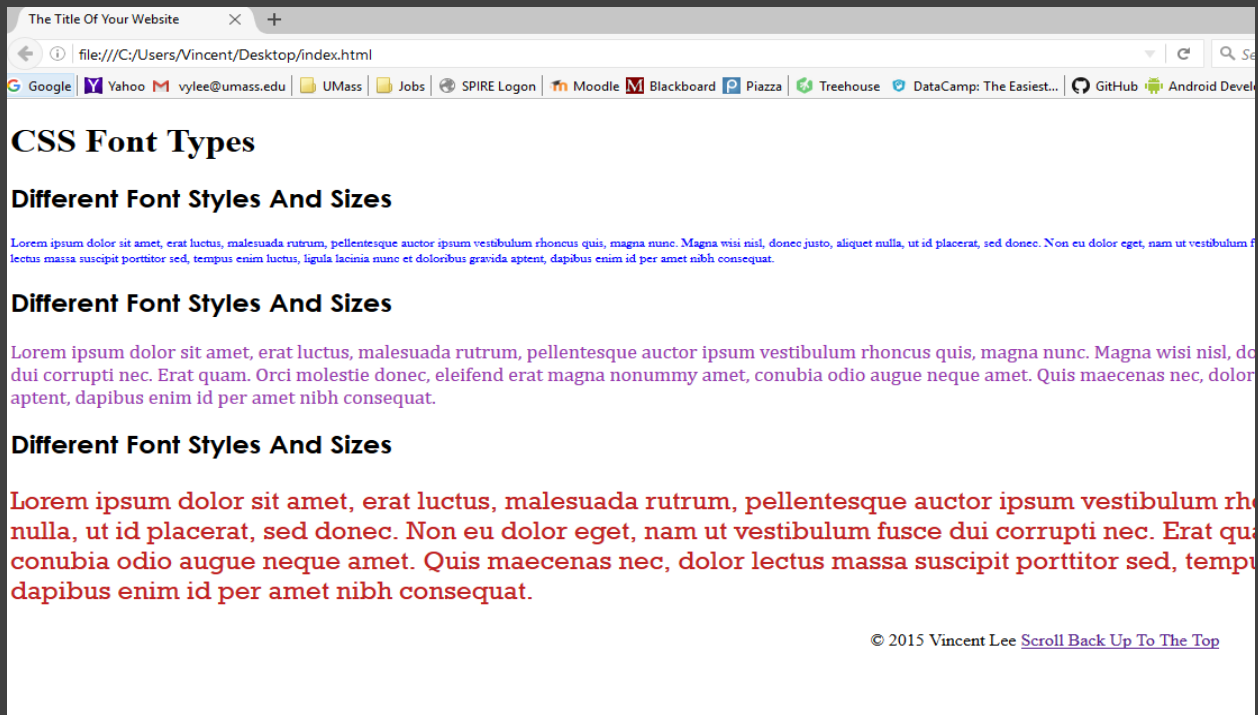 The Title Of Your Website
file:///C:/Users/Vincent/Desktop/index.html
Google Yahoo vylee@umass.edu UMass Jobs SPIRE Logon Moodle Blackboard Piazza Treehouse DataCamp: The Easiest... GitHub Android
CSS Font Types
Different Font Styles And Sizes
Lorem ipsum dolor sit amet, erat luctus, malesuada rutrum, pellentesque auctor ipsum vestibulum rhoncus quis, magna nunc. Magna wisi nisl, donec justo, aliquet nulla, ut id placerat, sed donec. Non eu dolor eget, nam ut vestibulum
lectus massa suscipit porttitor sed, tempus enim luctus, ligula lacinia nunc et doloribus gravida aptent, dapibus enim id per amet nibh consequat.
Different Font Styles And Sizes
Lorem ipsum dolor sit amet, erat luctus, malesuada rutrum, pellentesque auctor ipsum vestibulum rhoncus quis, magna nunc. Magna wisi nisl,
dui corrupti nec. Erat quam. Orci molestie donec, eleifend erat magna nonummy amet, conubia odio augue neque amet. Quis maecenas nec, dolor
aptent, dapibus enim id per amet nibh consequat.
Different Font Styles And Sizes
Lorem ipsum dolor sit amet, erat luctus, malesuada rutrum, pellentesque auctor ipsum vestibulum
nulla, ut id placerat, sed donec. Non eu dolor eget, nam ut vestibulum fusce dui corrupti nec. Erat
conubia odio augue neque amet. Quis maecenas nec, dolor lectus massa suscipit porttitor sed,
dapibus enim id per amet nibh consequat.
© 2015 Vincent Lee Scroll Back Up To The Top